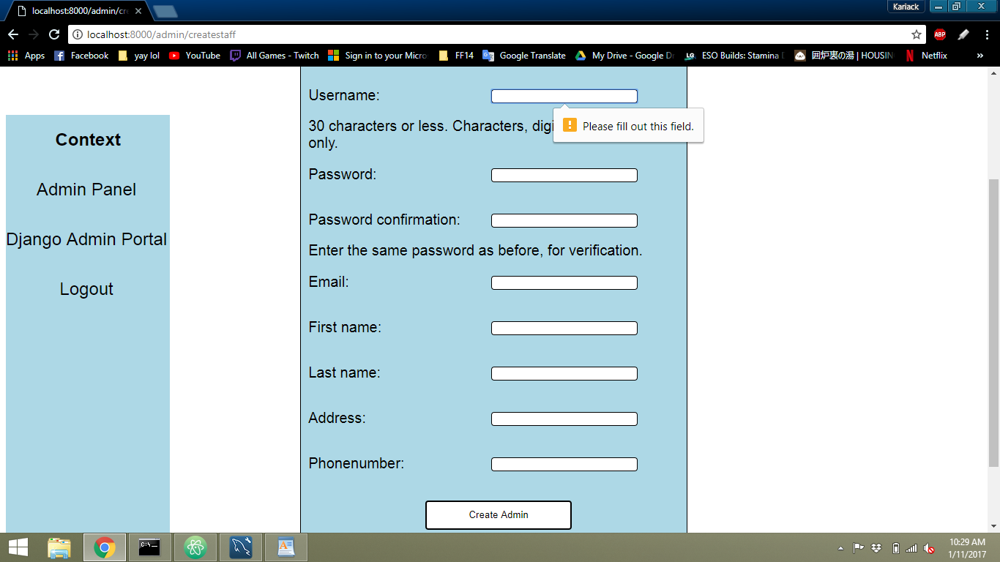 localhost:8000/admin/cre
Kariack
localhost:8000/admin/createstaff
ABP
Apps
Facebook
yay lol
YouTube
All Games - Twitch
Sign in to your Micro
FF14
Google Translate
My Drive - Google Dr
LG
ESO Builds: Stamina D
囲炉裏の湯 | HOUSIN
Netflix
»
Context
Admin Panel
Django Admin Portal
Logout
Username:
Please fill out this field.
30 characters or less. Characters, digi
only.
Password:
Password confirmation:
Enter the same password as before, for verification.
Email:
First name:
Last name:
Address:
Phonenumber:
Create Admin
10:29 AM
1/11/2017